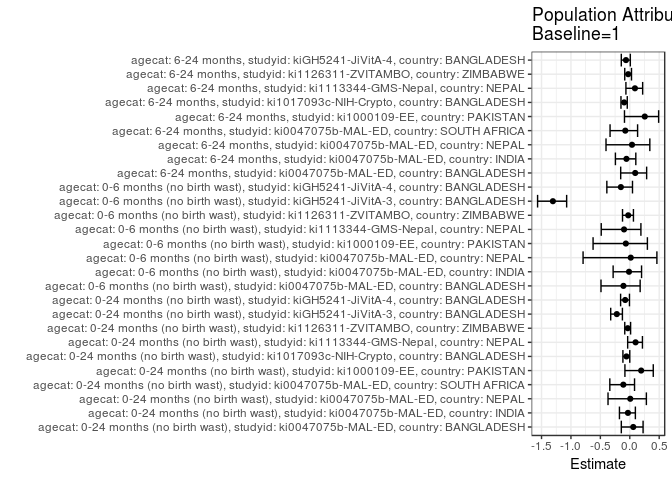 Population Attribu
Baseline=1
agecat: 6-24 months, studyid: kiGH5241-JiVitA-4, country: BANGLADESH
agecat: 6-24 months, studyid: ki1126311-ZVITAMBO, country: ZIMBABWE
agecat: 6-24 months, studyid: ki1113344-GMS-Nepal, country: NEPAL
agecat: 6-24 months, studyid: ki1017093c-NIH-Crypto, country: BANGLADESH
agecat: 6-24 months, studyid: ki1000109-EE, country: PAKISTAN
agecat: 6-24 months, studyid: ki0047075b-MAL-ED, country: SOUTH AFRICA
agecat: 6-24 months, studyid: ki0047075b-MAL-ED, country: NEPAL
agecat: 6-24 months, studyid: ki0047075b-MAL-ED, country: INDIA
agecat: 6-24 months, studyid: ki0047075b-MAL-ED, country: BANGLADESH
agecat: 0-6 months (no birth wast), studyid: kiGH5241-JiVitA-4, country: BANGLADESH
agecat: 0-6 months (no birth wast), studyid: kiGH5241-JiVitA-3, country: BANGLADESH
agecat: 0-6 months (no birth wast), studyid: ki1126311-ZVITAMBO, country: ZIMBABWE
agecat: 0-6 months (no birth wast), studyid: ki1113344-GMS-Nepal, country: NEPAL
agecat: 0-6 months (no birth wast), studyid: ki1000109-EE, country: PAKISTAN
agecat: 0-6 months (no birth wast), studyid: ki0047075b-MAL-ED, country: NEPAL
agecat: 0-6 months (no birth wast), studyid: ki0047075b-MAL-ED, country: INDIA
agecat: 0-6 months (no birth wast), studyid: ki0047075b-MAL-ED, country: BANGLADESH
agecat: 0-24 months (no birth wast), studyid: kiGH5241-JiVitA-4, country: BANGLADESH
agecat: 0-24 months (no birth wast), studyid: kiGH5241-JiVitA-3, country: BANGLADESH
agecat: 0-24 months (no birth wast), studyid: ki1126311-ZVITAMBO, country: ZIMBABWE
agecat: 0-24 months (no birth wast), studyid: ki1113344-GMS-Nepal, country: NEPAL
agecat: 0-24 months (no birth wast), studyid: ki1017093c-NIH-Crypto, country: BANGLADESH
agecat: 0-24 months (no birth wast), studyid: ki1000109-EE, country: PAKISTAN
agecat: 0-24 months (no birth wast), studyid: ki0047075b-MAL-ED, country: SOUTH AFRICA
agecat: 0-24 months (no birth wast), studyid: ki0047075b-MAL-ED, country: NEPAL
agecat: 0-24 months (no birth wast), studyid: ki0047075b-MAL-ED, country: INDIA
agecat: 0-24 months (no birth wast), studyid: ki0047075b-MAL-ED, country: BANGLADESH
-1.5 -1.0 -0.5 0.0 0.5
Estimate